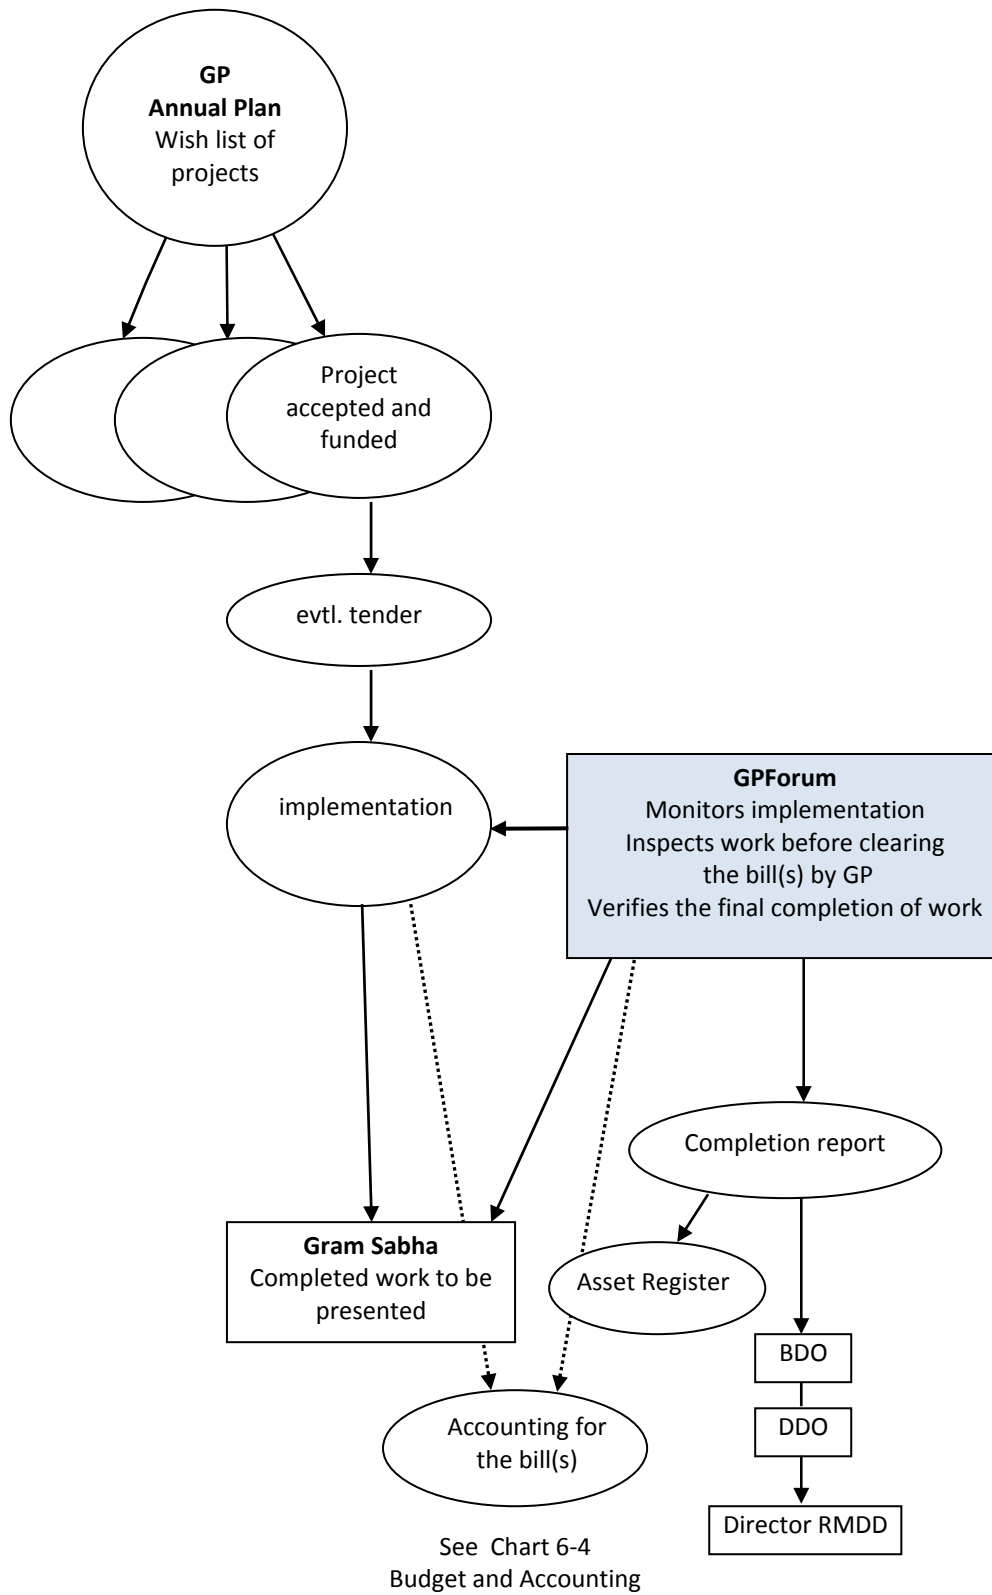 GP
Annual Plan
Wish list of
projects
Project
accepted and
funded
evtl. tender
implementation
GPForum
Monitors implementation
Inspects work before clearing
the bill(s) by GP
Verifies the final completion of work
Completion report
Gram Sabha
Completed work to be
presented
Asset Register
BDO
DDO
Director RMDD
Accounting for
the bill(s)
See  Chart 6-4
Budget and Accounting